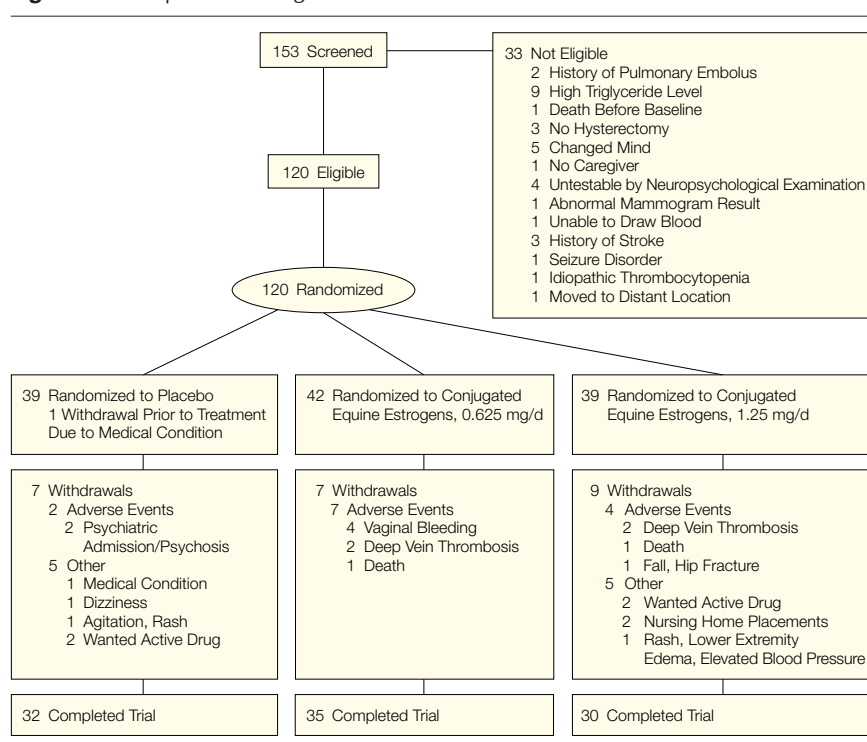 153 Screened
33 Not Eligible
2 History of Pulmonary Embolus
9 High Triglyceride Level
1 Death Before Baseline
3 No Hysterectomy
5 Changed Mind
1 No Caregiver
4 Untestable by Neuropsychological Examination
1 Abnormal Mammogram Result
1 Unable to Draw Blood
3 History of Stroke
1 Seizure Disorder
1 Idiopathic Thrombocytopenia
1 Moved to Distant Location
120 Eligible
120 Randomized
39 Randomized to Placebo
1 Withdrawal Prior to Treatment
Due to Medical Condition
42 Randomized to Conjugated
Equine Estrogens, 0.625 mg/d
39 Randomized to Conjugated
Equine Estrogens, 1.25 mg/d
7 Withdrawals
2 Adverse Events
2 Psychiatric
Admission/Psychosis
5 Other
1 Medical Condition
1 Dizziness
1 Agitation, Rash
2 Wanted Active Drug
7 Withdrawals
7 Adverse Events
4 Vaginal Bleeding
2 Deep Vein Thrombosis
1 Death
9 Withdrawals
4 Adverse Events
2 Deep Vein Thrombosis
1 Death
1 Fall, Hip Fracture
5 Other
2 Wanted Active Drug
2 Nursing Home Placements
1 Rash, Lower Extremity
Edema, Elevated Blood Pressure
32 Completed Trial
35 Completed Trial
30 Completed Trial